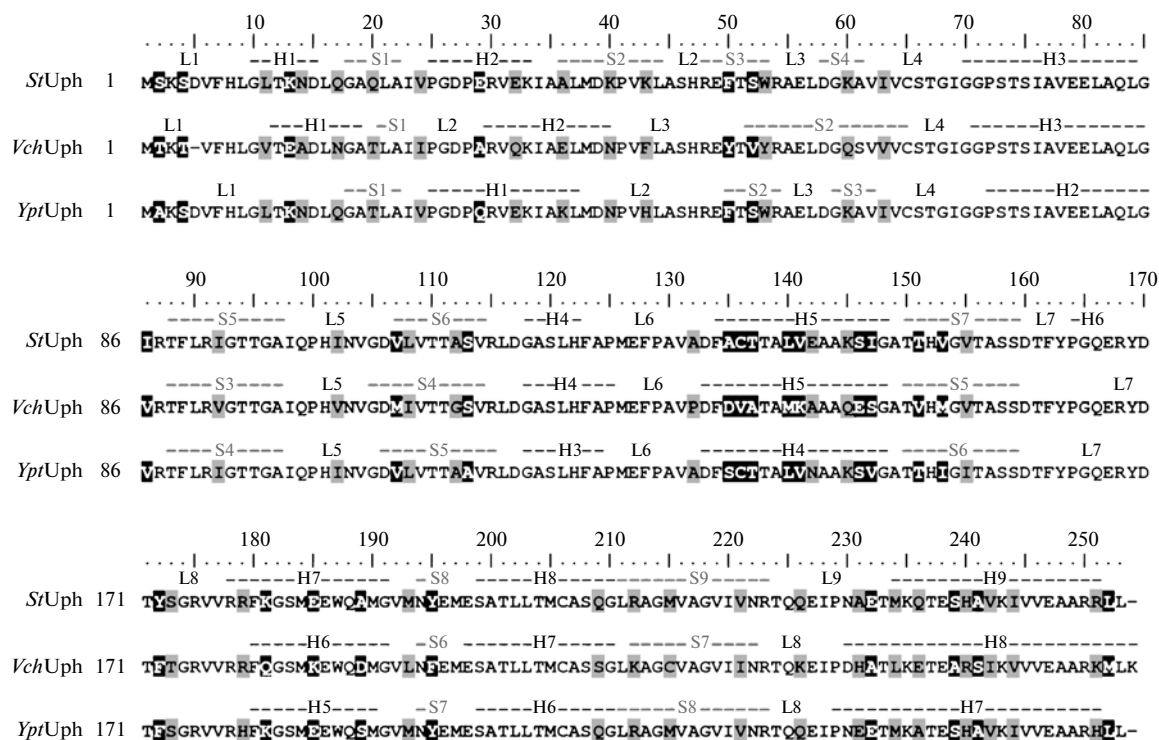 10 20 30 40 50 60 70 80
L1 H1 S1 H2 S2 L2 S3 L3 S4 L4 H3
StUph 1 MSKSDVFHLGLTKNDLQGAQLAIVPGDPERVEKIAALMDKPVKLASHREFTSWRAELDGKAVIVCSTGIGGPSTSIAVEELAQLG
L1 H1 S1 L2 H2 L3 S2 L4 H3
VchUph 1 MTKT-VFHLGVTEADLNGATLAIIPGDPARVQKIAELMDNPVFLASHREYTVYRAELDGQSVVVCSTGIGGPSTSIAVEELAQLG
L1 S1 H1 L2 S2 L3 S3 L4 H2
YptUph 1 MAKSDVFHLGLTKNDLQGATLAIVPGDPQRVEKIAKLMDNPVHLASHREFTSWRAELDGKAVIVCSTGIGGPSTSIAVEELAQLG
90 100 110 120 130 140 150 160 170
S5 L5 S6 H4 L6 H5 S7 L7 H6
StUph 86 IRTFLRIGTTGAIQPHINVGDVLVTTASVRLDGASLHFAPMEFPAVADFACTTALVEAAKSIGATTHVGVTASSDTFYPGQERYD
S3 L5 S4 H4 L6 H5 S5 L7
VchUph 86 VRTFLRVGTTGAIQPHVNVGDMIVTTGSVRLDGASLHFAPMEFPAVPDFDVATAMKAAAQESGATVHMGVTASSDTFYPGQERYD
S4 L5 S5 H3 L6 H4 S6 L7
YptUph 86 VRTFLRIGTTGAIQPHINVGDVLVTTAAVRLDGASLHFAPMEFPAVADFSCTTALVNAAKSVGATTHIGITASSDTFYPGQERYD
180 190 200 210 220 230 240 250
L8 H7 S8 H8 S9 L9 H9
StUph 171 TYSGRVVRRFKGSMEEWQAMGVMNYEMESATLLTMCASQGLRAGMVAGVIVNRTQQEIPNAETMKQTESHAVKIVVEAARRLL-
H6 S6 H7 S7 L8 H8
VchUph 171 TFTGRVVRRFQGSMKEWQDMGVLNFEMESATLLTMCASSGLKAGCVAGVIINRTQKEIPDHATLKETEARSIKVVVEAARKMLK
H5 S7 H6 S8 L8 H7
YptUph 171 TFSGRVVRHFKGSMEEWQSMGVMNYEMESATLLTMCASQGLRAGMVAGVIVNRTQQEIPNEETMKATESHAVKIVVEAARHLL-